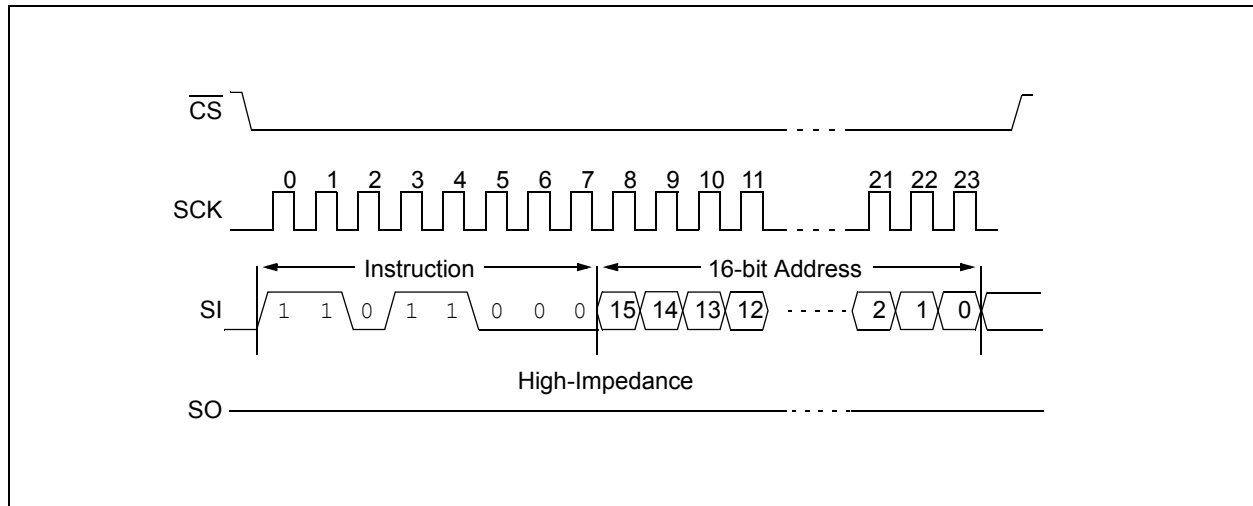 CS
0 1 2 3 4 5 6 7 8 9 10 11 21 22 23
SCK
Instruction 16-bit Address
SI 1 1 0 1 1 0 0 0 15 14 13 12 2 1 0
High-Impedance
SO